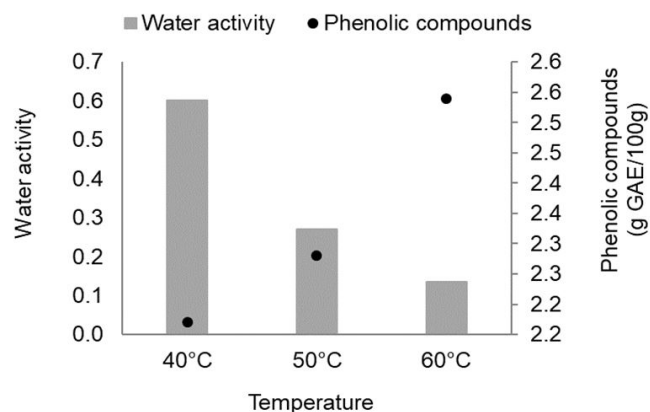 Water activity
Phenolic compounds
0.7
0.6
0.5
0.4
0.3
0.2
0.1
0.0
Water activity
2.6
2.6
2.5
2.5
2.4
2.4
2.3
2.3
2.2
2.2
Phenolic compounds
(g GAE/100g)
40°C
50°C
60°C
Temperature